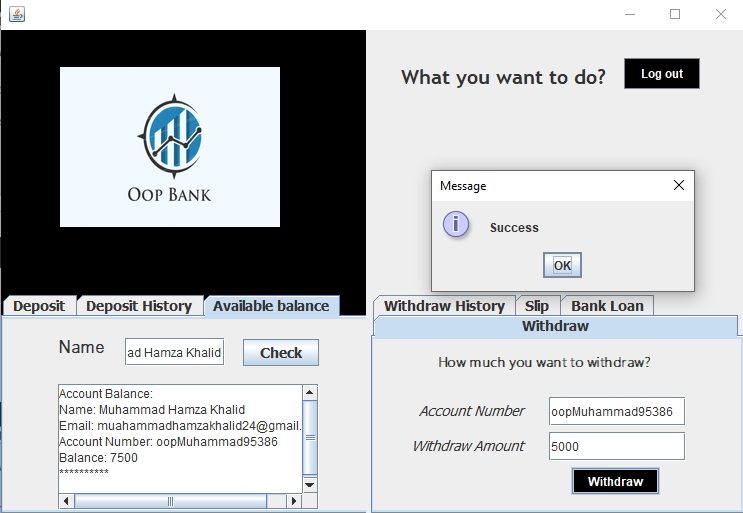 What you want to do?
Log out
OOP BANK
Message
Success
OK
Deposit
Deposit History
Available balance
Withdraw History
Slip
Bank Loan
Withdraw
Name
ad Hamza Khalid
Check
How much you want to withdraw?
Account Balance:
Name: Muhammad Hamza Khalid
Email: muahammadhamzakhalid24@gmail.
Account Number: oopMuhammad95386
Balance: 7500
**********
Account Number
oopMuhammad95386
Withdraw Amount
5000
Withdraw